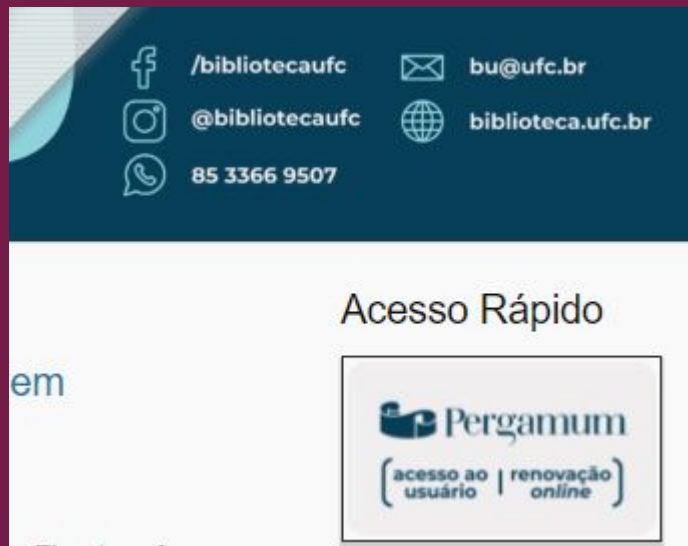 /bibliotecaufc
@bibliotecaufc
85 3366 9507
bu@ufc.br
biblioteca.ufc.br
Acesso Rápido
em
Pergamum
acesso ao | renovação
usuário | online